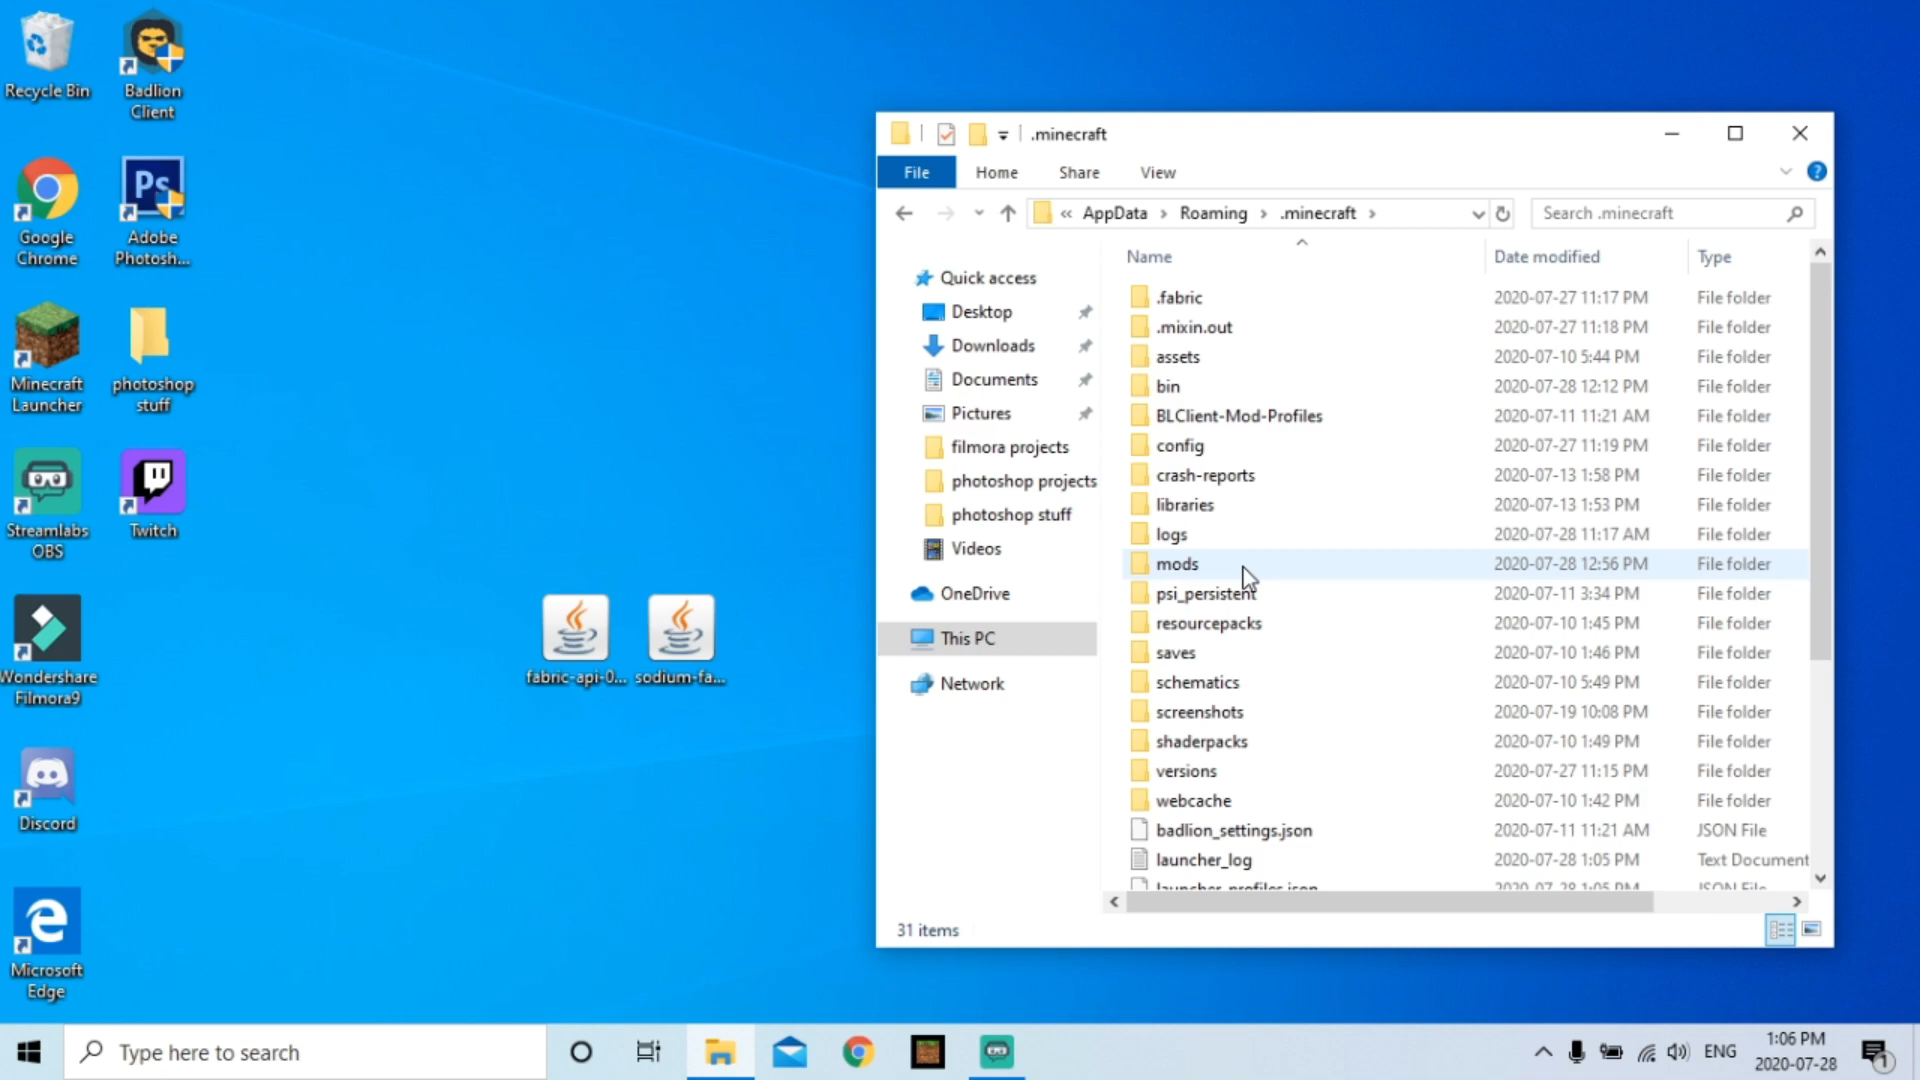 Recycle Bin
Badlion
Client
Google
Chrome
Ps
Adobe
Photosh...
Minecraft
Launcher
photoshop
stuff
Streamlabs
OBS
Twitch
Wondershare
Filmora9
Discord
Microsoft
Edge
fabric-api-0...
sodium-fa...
.minecraft
File Home Share View
« AppData › Roaming › .minecraft ›
Search .minecraft
Quick access
Desktop
Downloads
Documents
Pictures
filmora projects
photoshop projects
photoshop stuff
Videos
OneDrive
This PC
Network
Name Date modified Type
.fabric 2020-07-27 11:17 PM File folder
.mixin.out 2020-07-27 11:18 PM File folder
assets 2020-07-10 5:44 PM File folder
bin 2020-07-28 12:12 PM File folder
BLClient-Mod-Profiles 2020-07-11 11:21 AM File folder
config 2020-07-27 11:19 PM File folder
crash-reports 2020-07-13 1:58 PM File folder
libraries 2020-07-13 1:53 PM File folder
logs 2020-07-28 11:17 AM File folder
mods 2020-07-28 12:56 PM File folder
psi_persistent 2020-07-11 3:34 PM File folder
resourcepacks 2020-07-10 1:45 PM File folder
saves 2020-07-10 1:46 PM File folder
schematics 2020-07-10 5:49 PM File folder
screenshots 2020-07-19 10:08 PM File folder
shaderpacks 2020-07-10 1:49 PM File folder
versions 2020-07-27 11:15 PM File folder
webcache 2020-07-10 1:42 PM File folder
badlion_settings.json 2020-07-11 11:21 AM JSON File
launcher_log 2020-07-28 1:05 PM Text Document
launcher_profiles.json 2020-07-28 1:05 PM JSON File
31 items
Type here to search
ENG
1:06 PM
2020-07-28
1